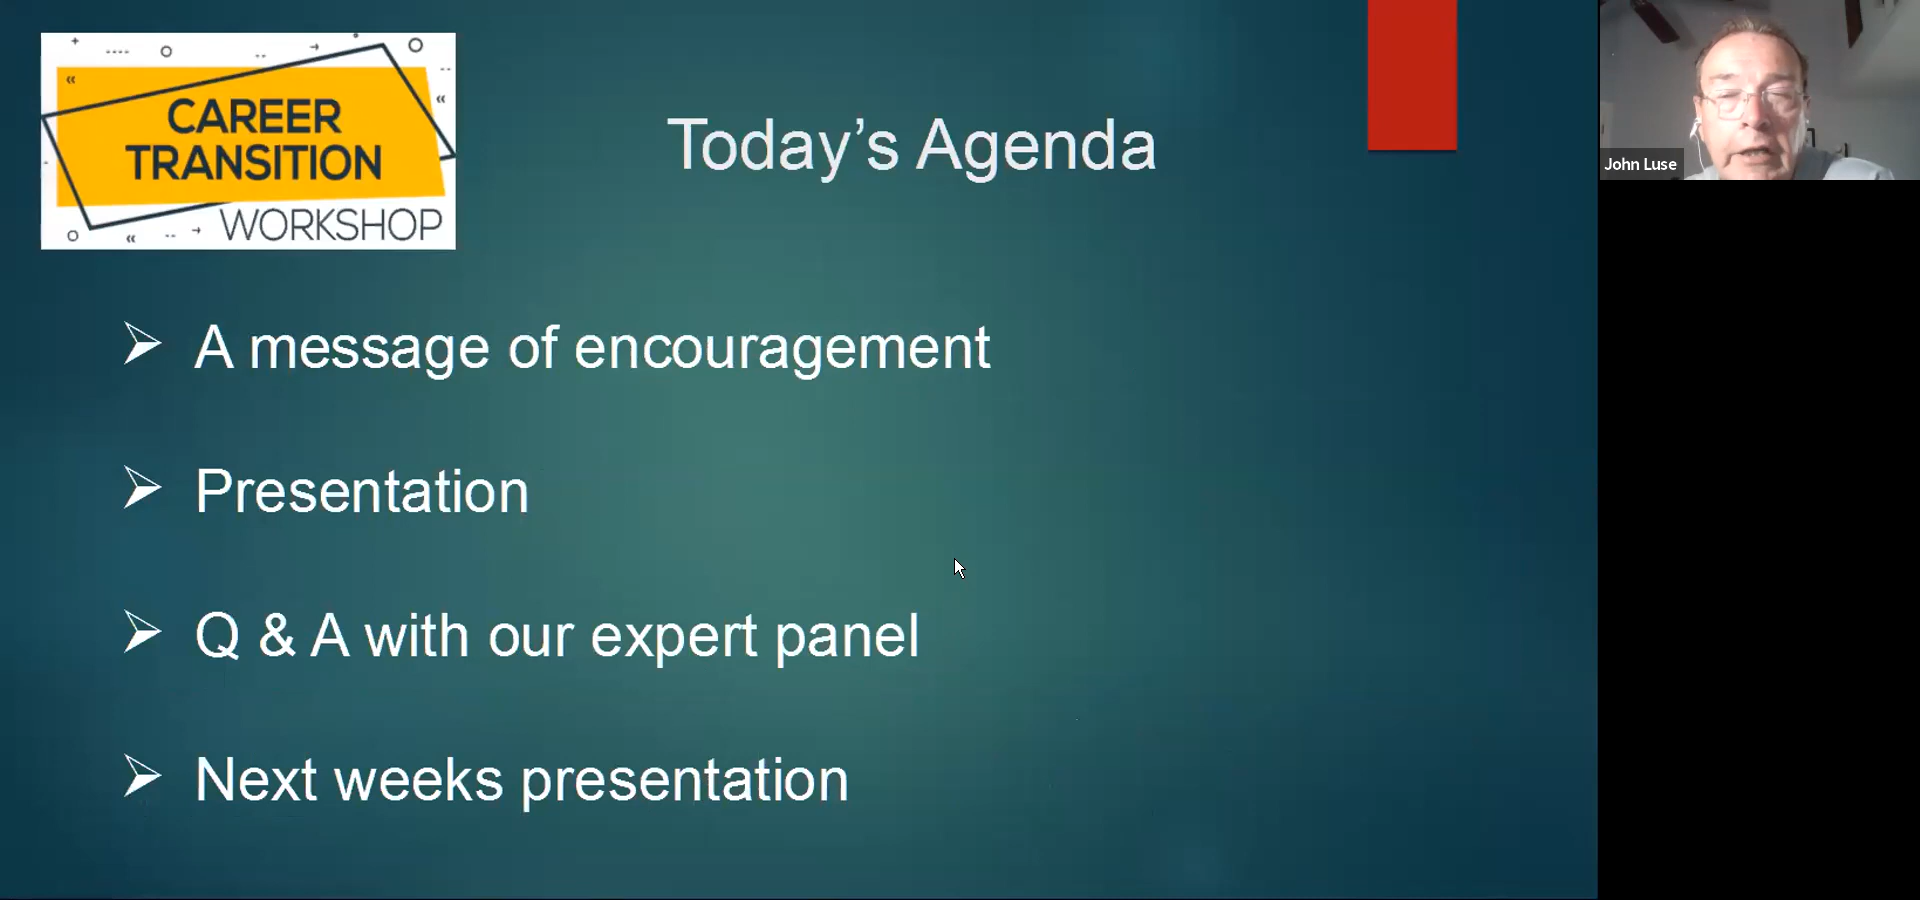 CAREER
TRANSITION
WORKSHOP
Today’s Agenda
John Luse
A message of encouragement
Presentation
Q & A with our expert panel
Next weeks presentation